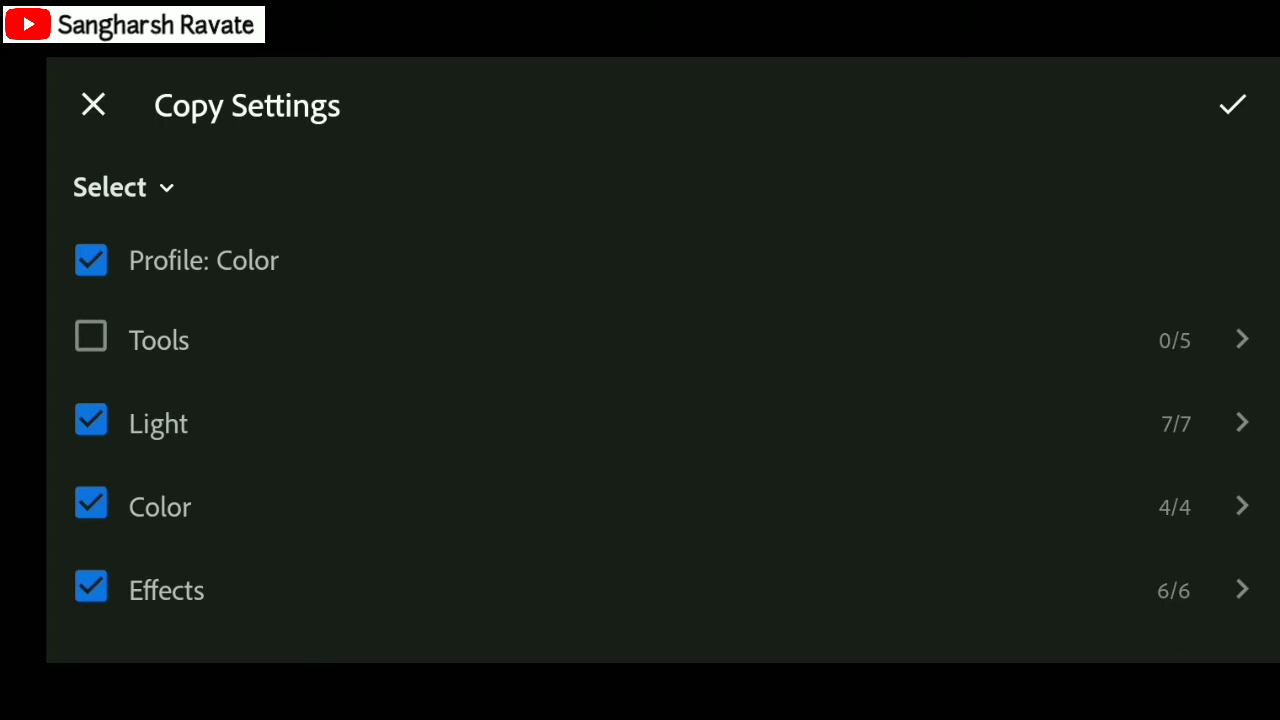 Sangharsh Ravate
Copy Settings
Select
Profile: Color
Tools 0/5
Light 7/7
Color 4/4
Effects 6/6